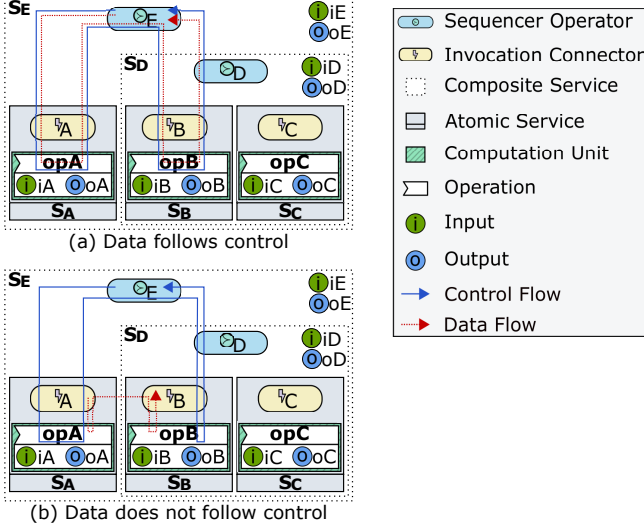 SE
E
iE
oE
SD
D
iD
oD
A
B
C
opA
opB
opC
i iA
o oA
i iB
o oB
i iC
o oC
SA
SB
SC
(a) Data follows control
SE
E
iE
oE
SD
D
iD
oD
A
B
C
opA
opB
opC
i iA
o oA
i iB
o oB
i iC
o oC
SA
SB
SC
(b) Data does not follow control
Sequencer Operator
Invocation Connector
Composite Service
Atomic Service
Computation Unit
Operation
i Input
o Output
Control Flow
Data Flow